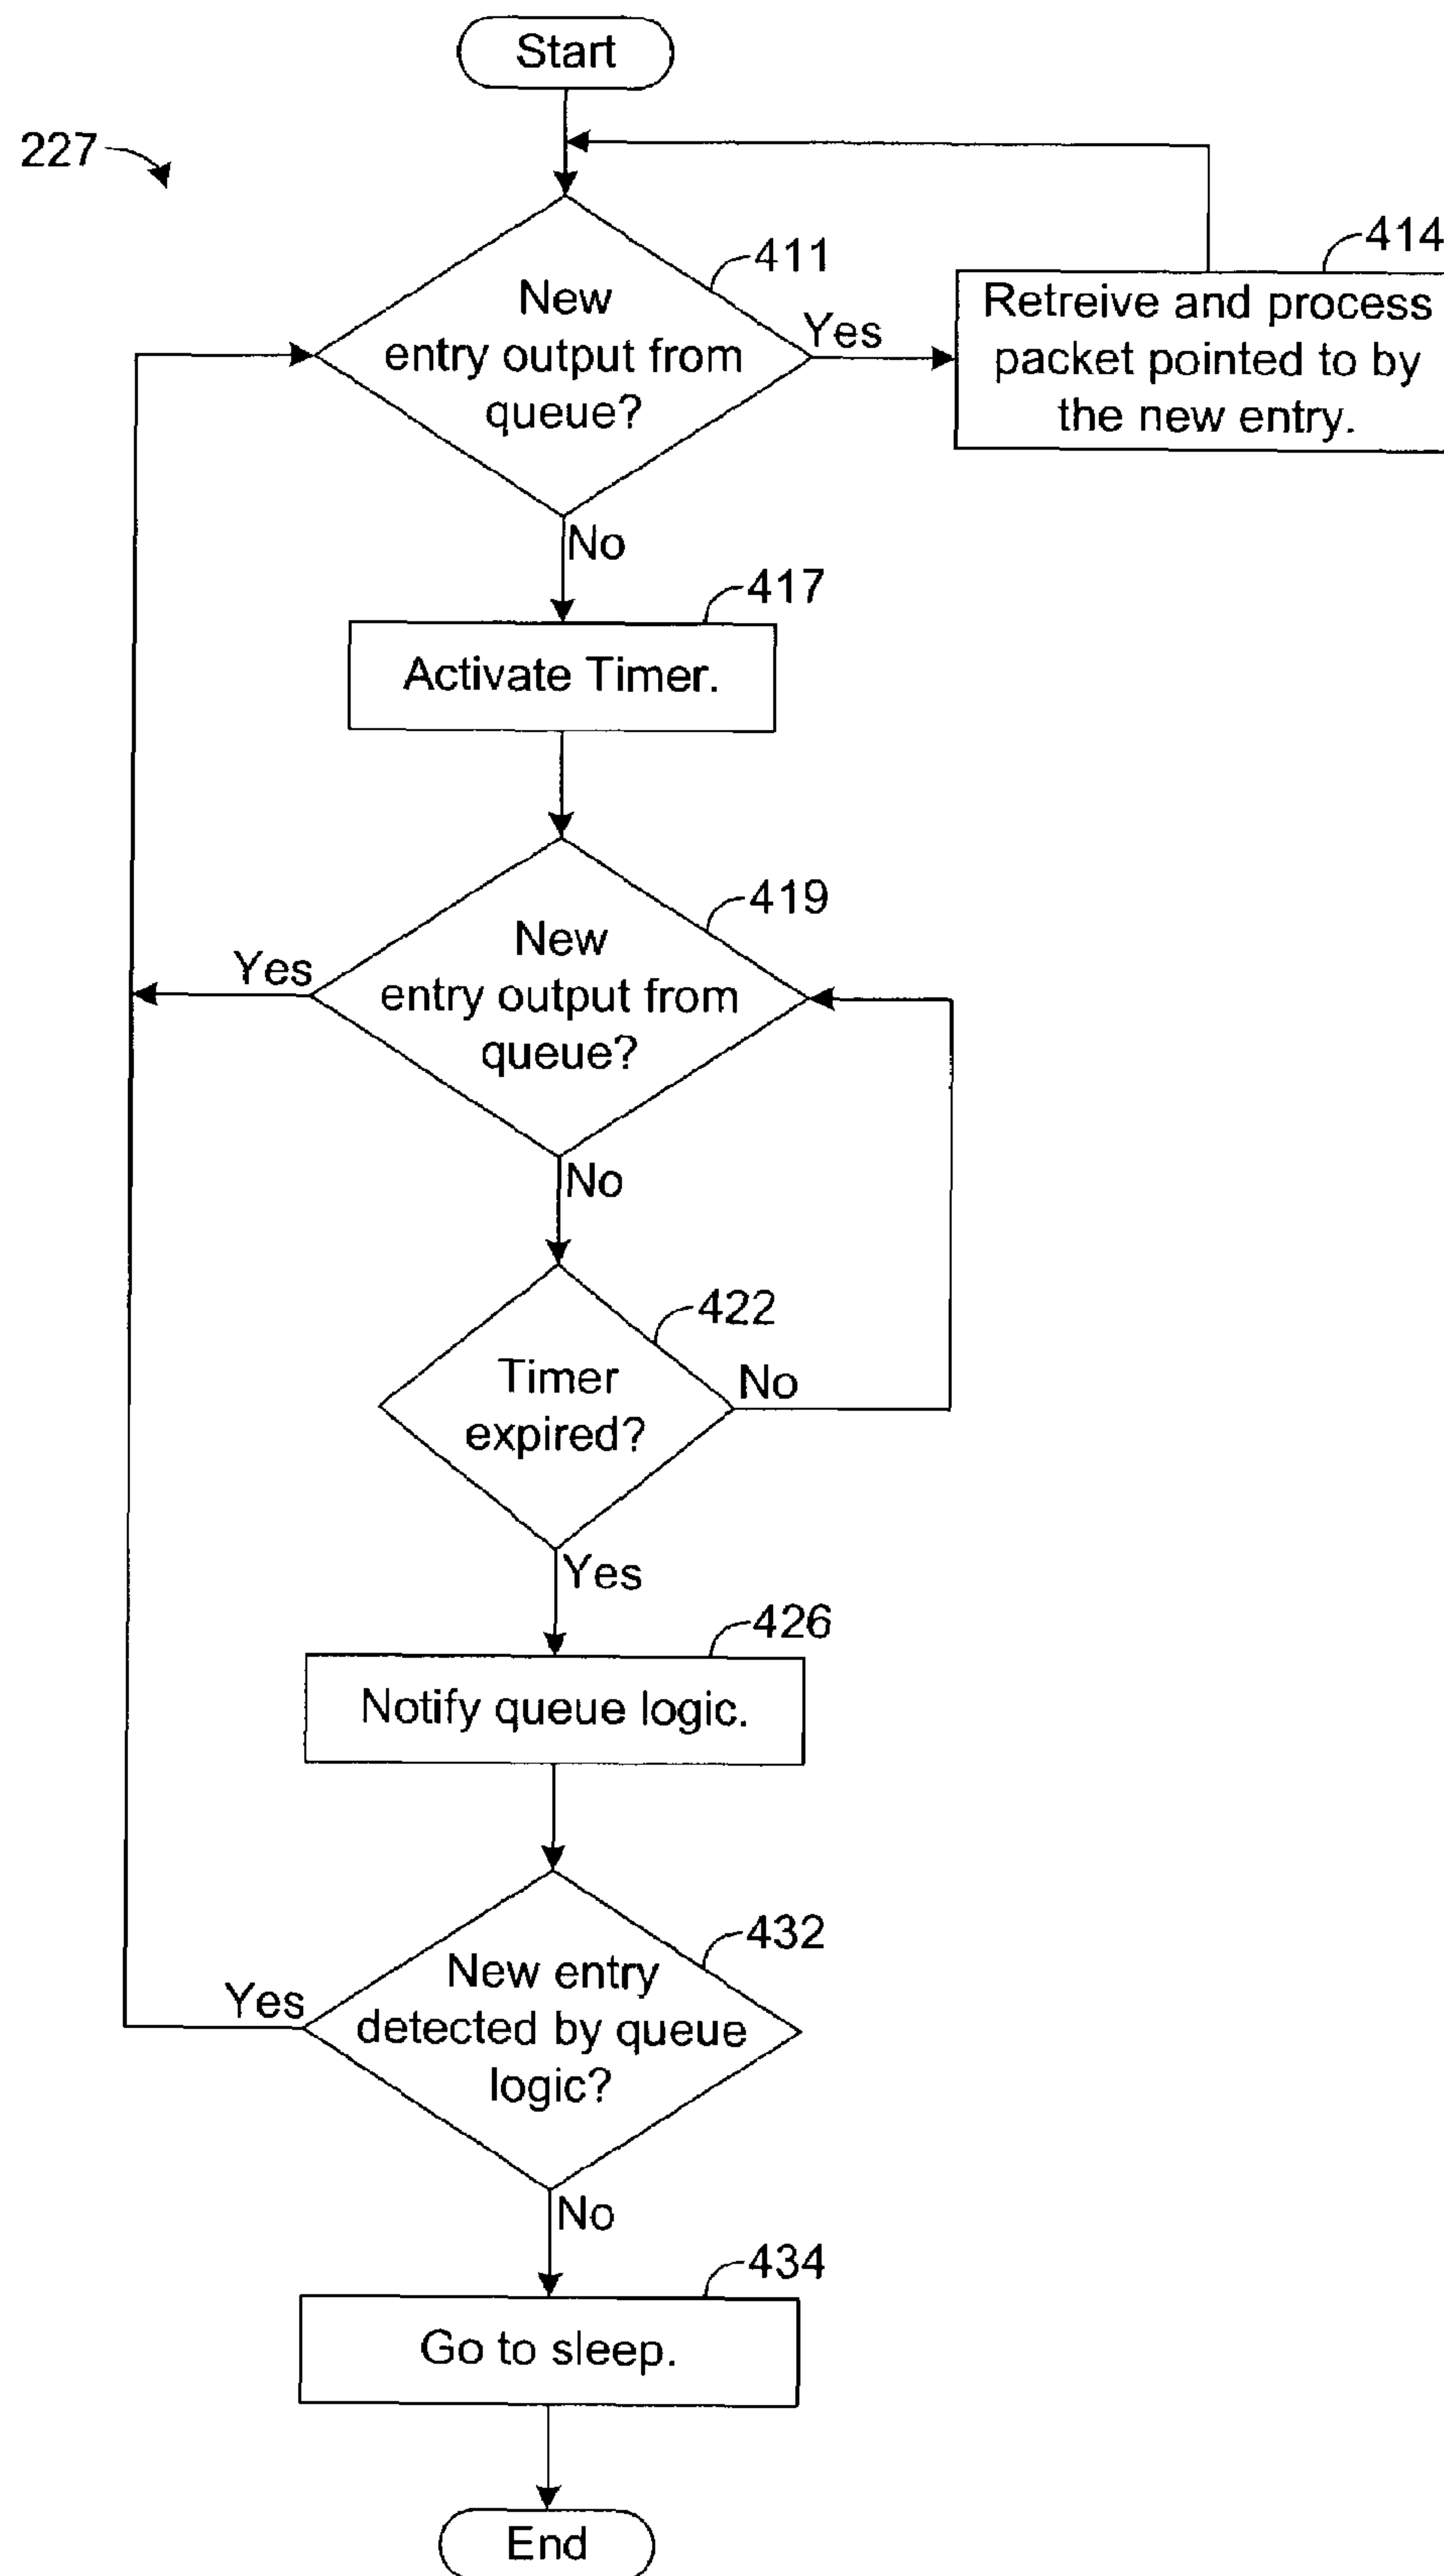 Start
227
411
New
entry output from
queue?
Yes
414
Retreive and process
packet pointed to by
the new entry.
No
417
Activate Timer.
419
New
entry output from
queue?
Yes
No
422
Timer
expired?
No
Yes
426
Notify queue logic.
432
New entry
detected by queue
logic?
Yes
No
434
Go to sleep.
End